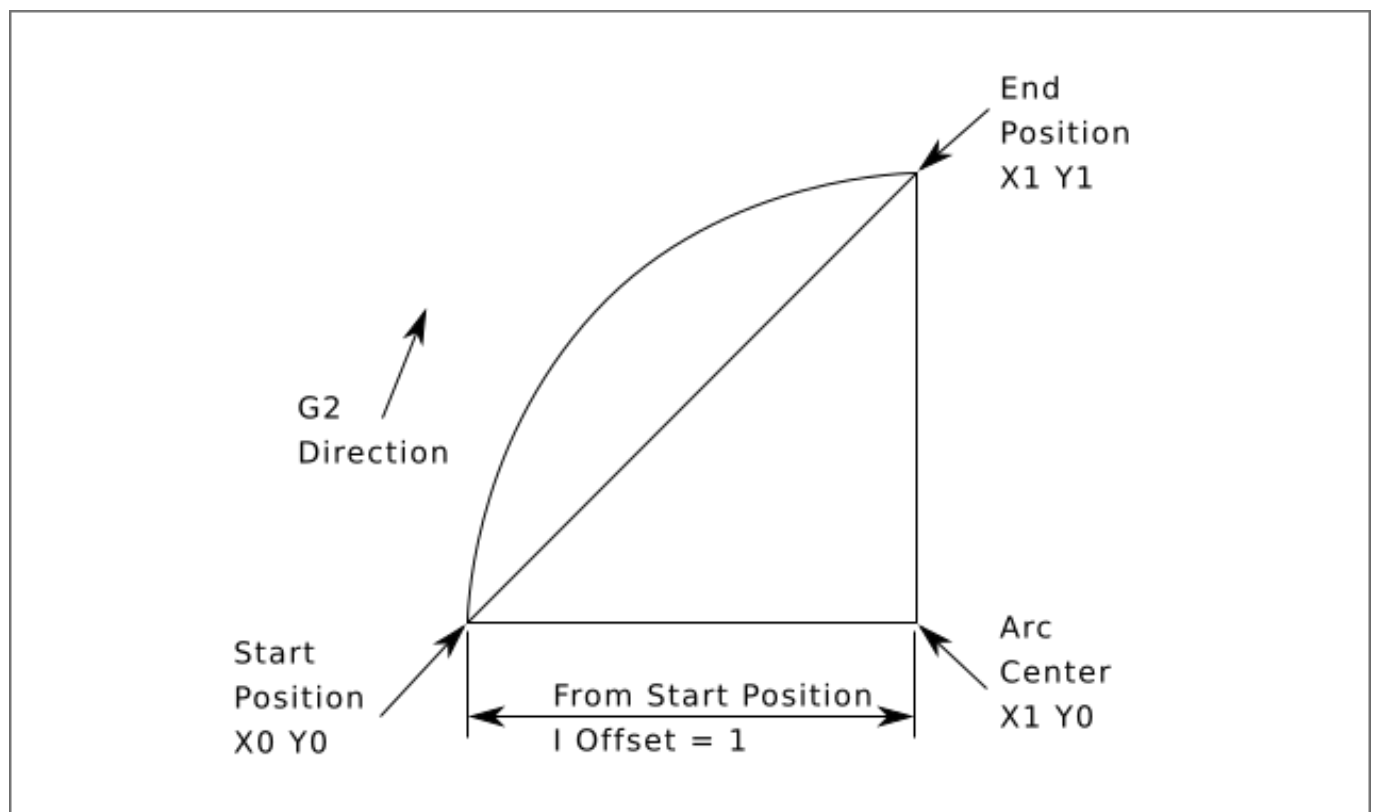 End
Position
X1 Y1
G2
Direction
Start
Position
X0 Y0
From Start Position
I Offset = 1
Arc
Center
X1 Y0